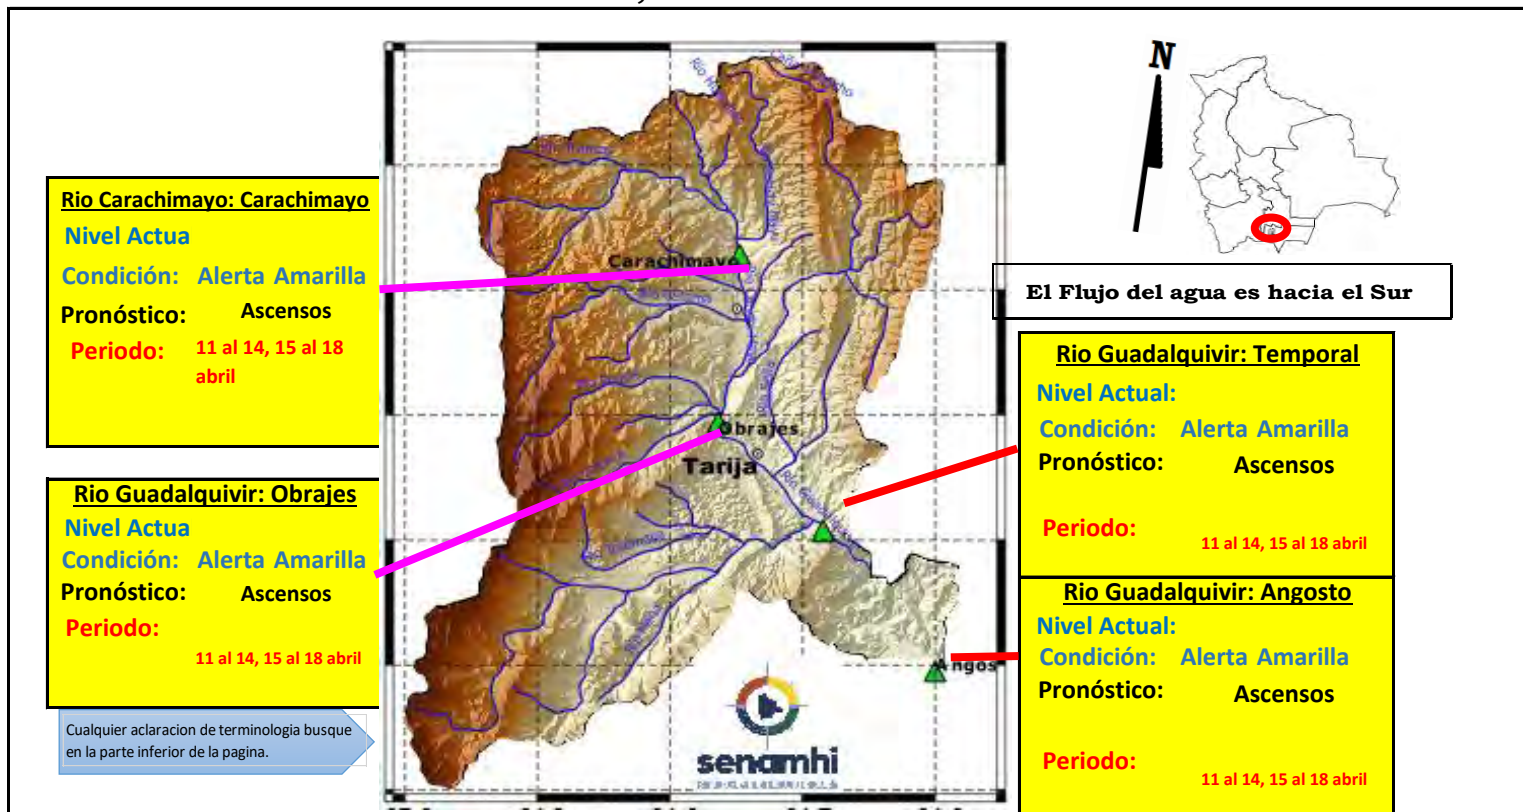 N
El Flujo del agua es hacia el Sur
Rio Carachimayo: Carachimayo
Nivel Actua
Condición: Alerta Amarilla
Pronóstico: Ascensos
Periodo: 11 al 14, 15 al 18
abril
Rio Guadalquivir: Obrajes
Nivel Actua
Condición: Alerta Amarilla
Pronóstico: Ascensos
Periodo:
11 al 14, 15 al 18 abril
Cualquier aclaracion de terminologia busque
en la parte inferior de la pagina.
Carachimayo
Obrajes
Tarija
Angos
senamhi
Rio Guadalquivir: Temporal
Nivel Actual:
Condición: Alerta Amarilla
Pronóstico: Ascensos
Periodo:
11 al 14, 15 al 18 abril
Rio Guadalquivir: Angosto
Nivel Actual:
Condición: Alerta Amarilla
Pronóstico: Ascensos
Periodo:
11 al 14, 15 al 18 abril